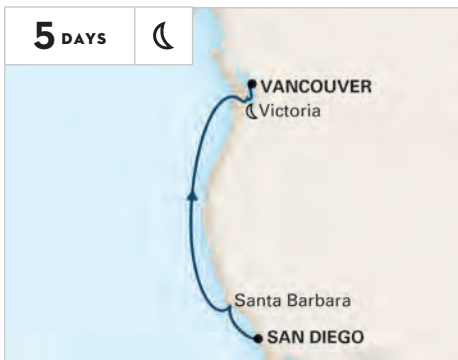 5 DAYS
VANCOUVER
Victoria
Santa Barbara
SAN DIEGO